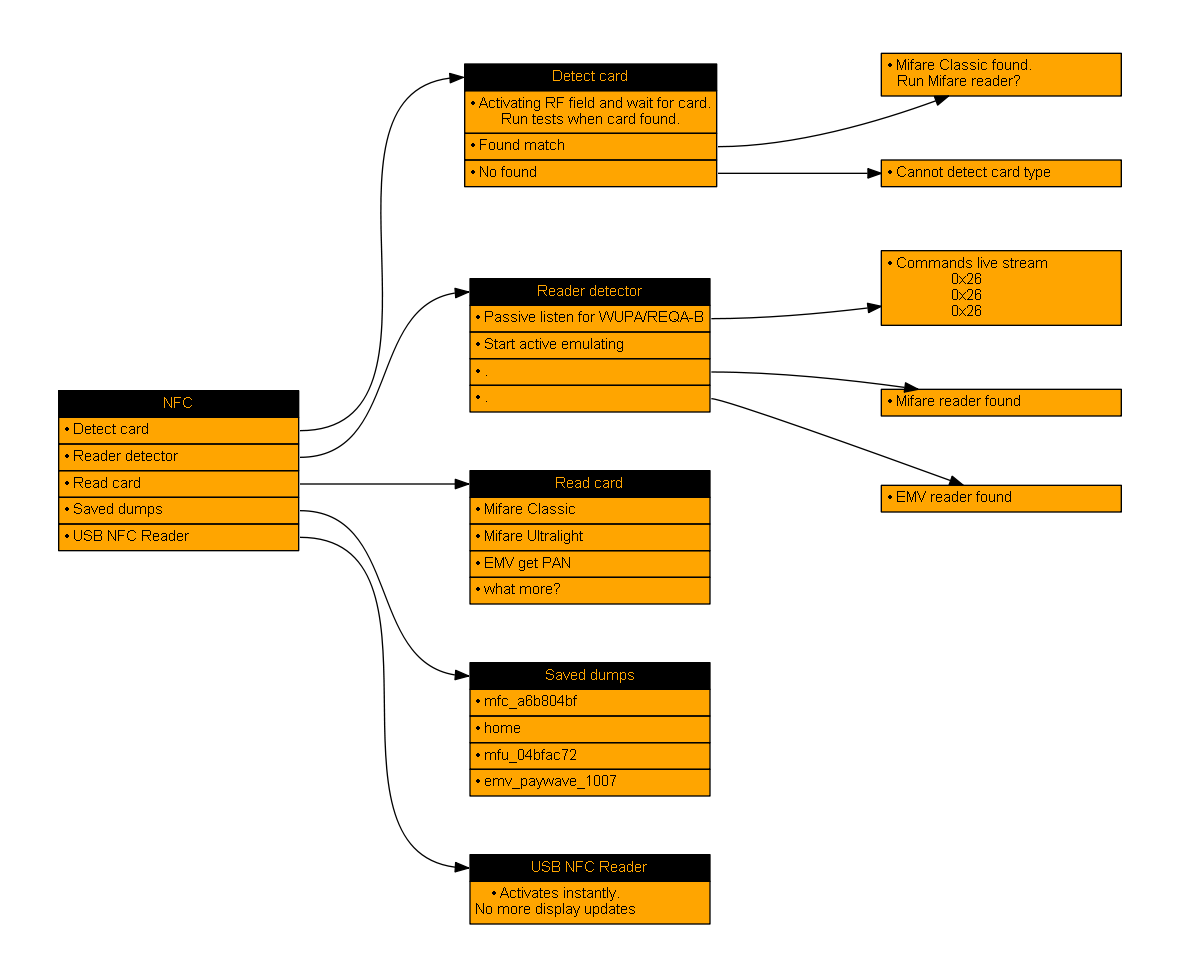 NFC
• Detect card
• Reader detector
• Read card
• Saved dumps
• USB NFC Reader
Detect card
• Activating RF field and wait for card.
Run tests when card found.
• Found match
• No found
• Mifare Classic found.
Run Mifare reader?
• Cannot detect card type
Reader detector
• Passive listen for WUPA/REQA-B
• Start active emulating
• .
• .
• Commands live stream
0x26
0x26
0x26
• Mifare reader found
• EMV reader found
Read card
• Mifare Classic
• Mifare Ultralight
• EMV get PAN
• what more?
Saved dumps
• mfc_a6b804bf
• home
• mfu_04bfac72
• emv_paywave_1007
USB NFC Reader
• Activates instantly.
No more display updates